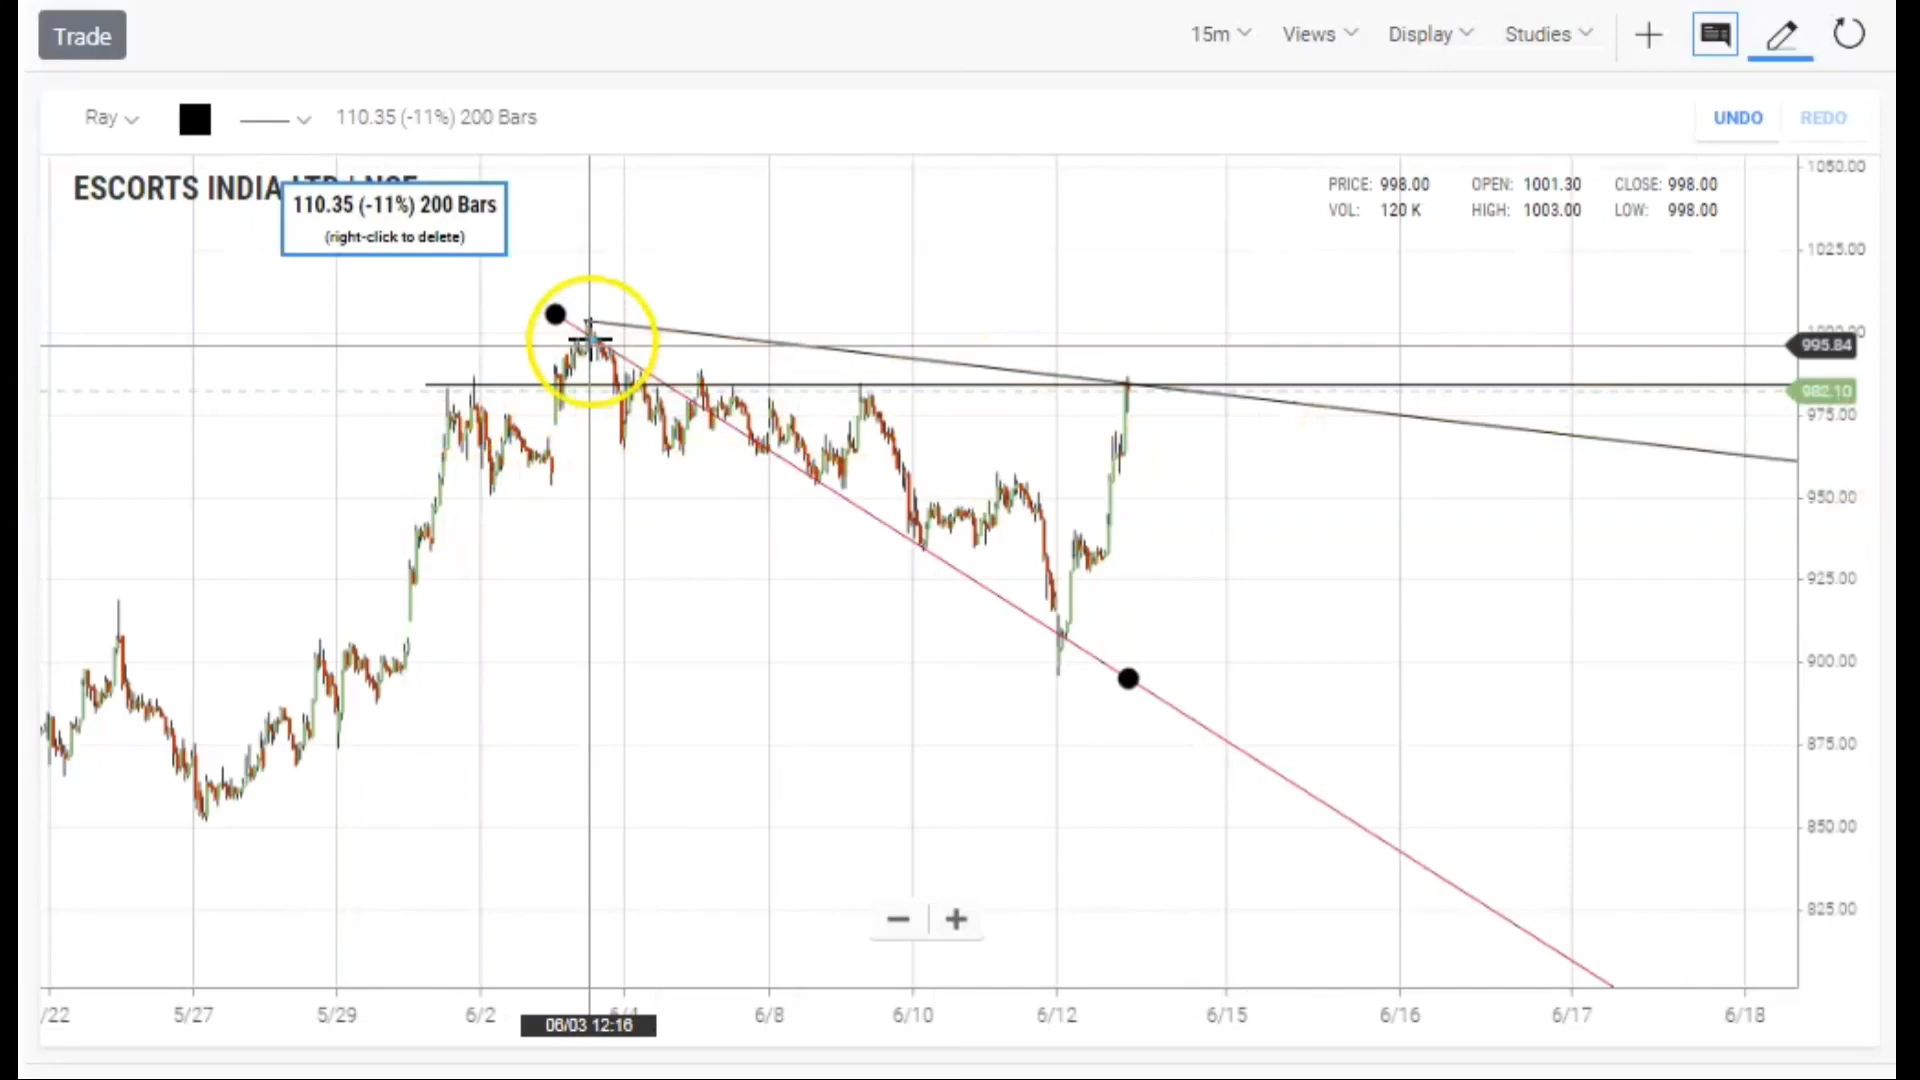 Trade
15m Views Display Studies
Ray 110.35 (-11%) 200 Bars UNDO REDO
ESCORTS INDIA
110.35 (-11%) 200 Bars
(right-click to delete)
PRICE: 998.00 OPEN: 1001.30 CLOSE: 998.00
VOL: 120 K HIGH: 1003.00 LOW: 998.00
1050.00
1025.00
995.84
982.10
975.00
950.00
925.00
900.00
875.00
850.00
825.00
/22 5/27 5/29 6/2 6/8 6/10 6/12 6/15 6/16 6/17 6/18
06/03 12:16